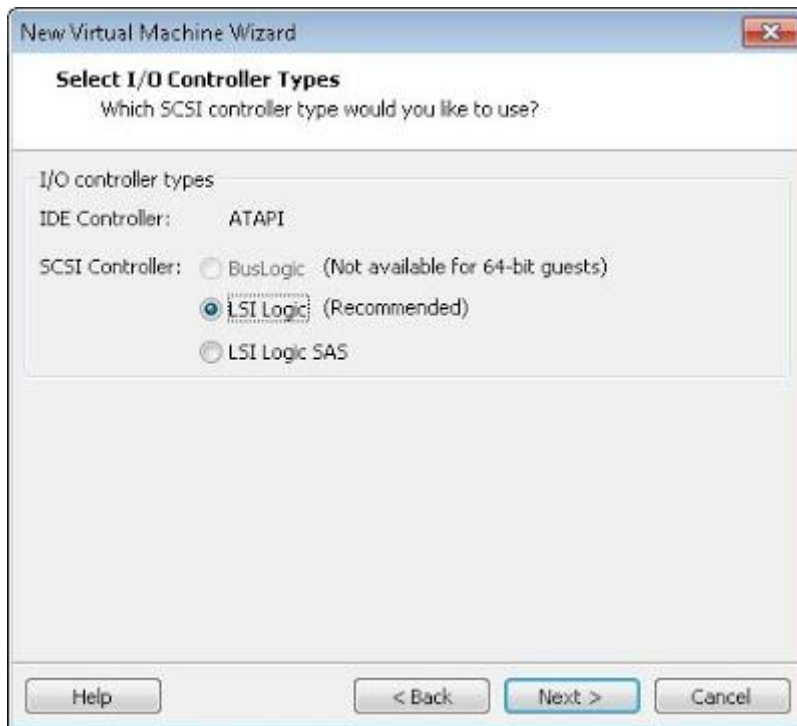 New Virtual Machine Wizard
Select I/O Controller Types
Which SCSI controller type would you like to use?
I/O controller types
IDE Controller: ATAPI
SCSI Controller: BusLogic (Not available for 64-bit guests)
LSI Logic (Recommended)
LSI Logic SAS
Help < Back Next > Cancel